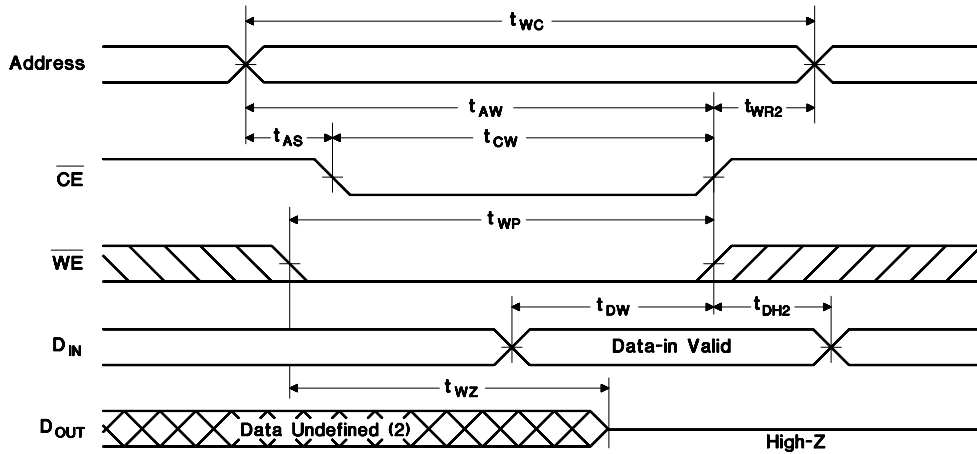 tWC
Address
tAW
tWR2
tAS
tCW
CE
tWP
WE
tDW
tDH2
DIN
Data-in Valid
tWZ
DOUT
Data Undefined (2)
High-Z